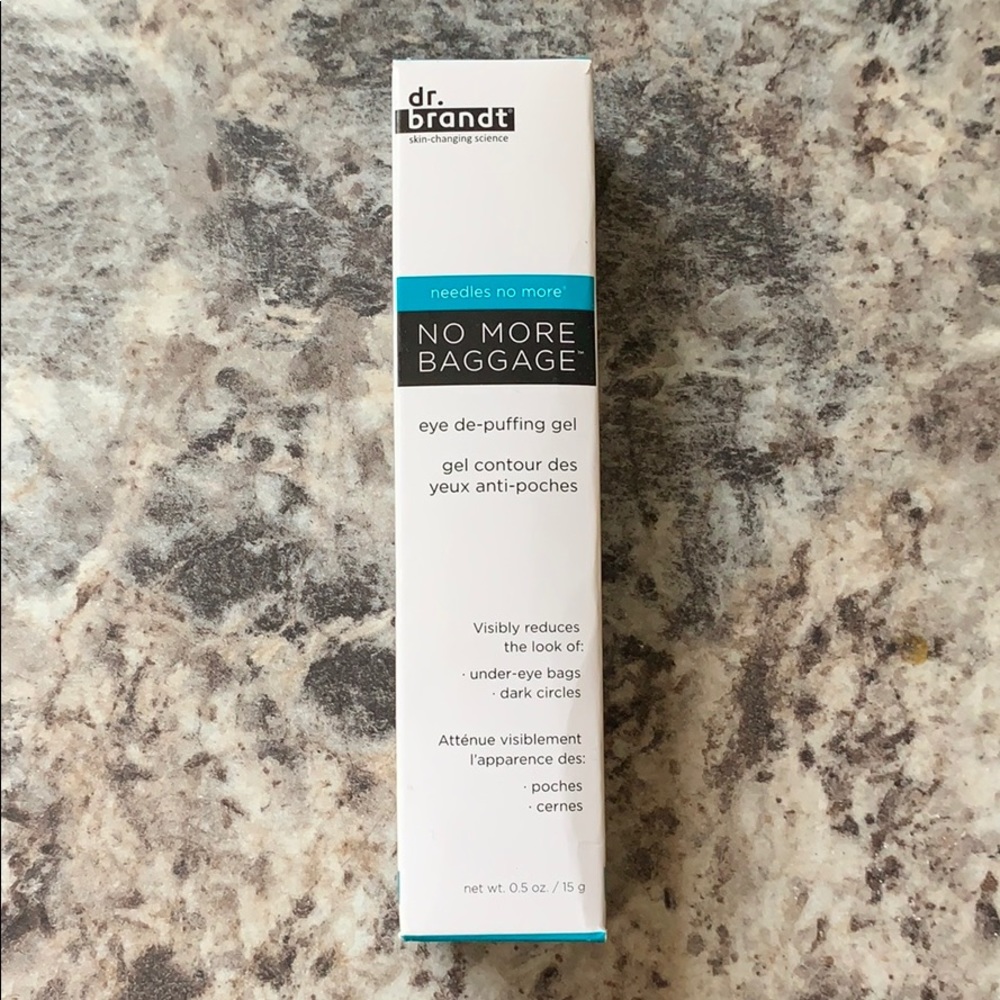 dr.
brandt®
skin-changing science
needles no more®
NO MORE
BAGGAGE™
eye de-puffing gel
gel contour des
yeux anti-poches
Visibly reduces
the look of:
· under-eye bags
· dark circles
Atténue visiblement
l'apparence des:
· poches
· cernes
net wt. 0.5 oz. / 15 g